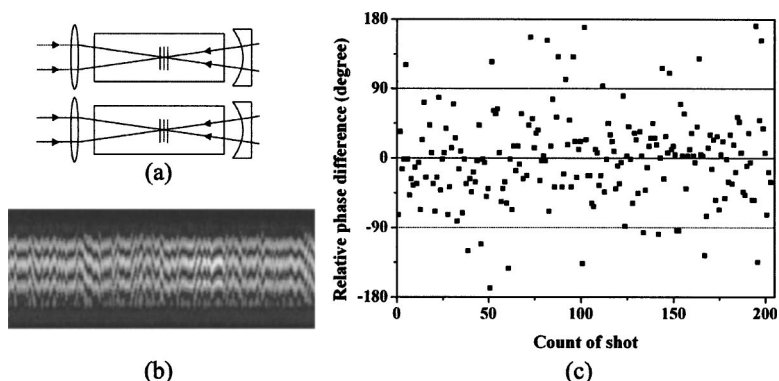 (a)
(b)
Relative phase difference (degree)
180
90
0
-90
-180
0
50
100
150
200
Count of shot
(c)